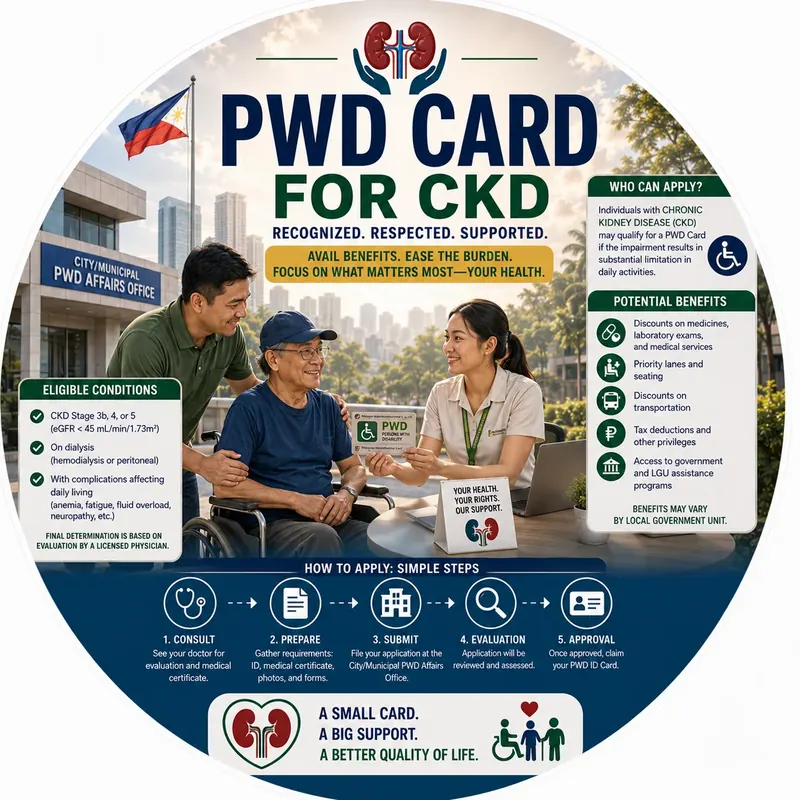 PWD CARD
FOR CKD
RECOGNIZED. RESPECTED. SUPPORTED.
AVAIL BENEFITS. EASE THE BURDEN.
FOCUS ON WHAT MATTERS MOST—YOUR HEALTH.
CITY/MUNICIPAL
PWD AFFAIRS OFFICE
WHO CAN APPLY?
Individuals with CHRONIC
KIDNEY DISEASE (CKD)
may qualify for a PWD Card
if the impairment results in
substantial limitation in
daily activities.
POTENTIAL BENEFITS
Discounts on medicines,
laboratory exams,
and medical services
Priority lanes and
seating
Discounts on
transportation
Tax deductions and
other privileges
Access to government
and LGU assistance
programs
BENEFITS MAY VARY
BY LOCAL GOVERNMENT UNIT.
ELIGIBLE CONDITIONS
CKD Stage 3b, 4, or 5
(eGFR < 45 mL/min/1.73m²)
On dialysis
(hemodialysis or peritoneal)
With complications affecting
daily living
(anemia, fatigue, fluid overload,
neuropathy, etc.)
FINAL DETERMINATION IS BASED ON
EVALUATION BY A LICENSED PHYSICIAN.
PWD
PERSONS WITH
DISABILITY
YOUR HEALTH.
YOUR RIGHTS.
OUR SUPPORT.
HOW TO APPLY: SIMPLE STEPS
1. CONSULT
See your doctor for
evaluation and medical
certificate.
2. PREPARE
Gather requirements:
ID, medical certificate,
photos, and forms.
3. SUBMIT
File your application at the
City/Municipal PWD Affairs
Office.
4. EVALUATION
Application will be
reviewed and assessed.
5. APPROVAL
Once approved, claim
your PWD ID Card.
A SMALL CARD.
A BIG SUPPORT.
A BETTER QUALITY OF LIFE.